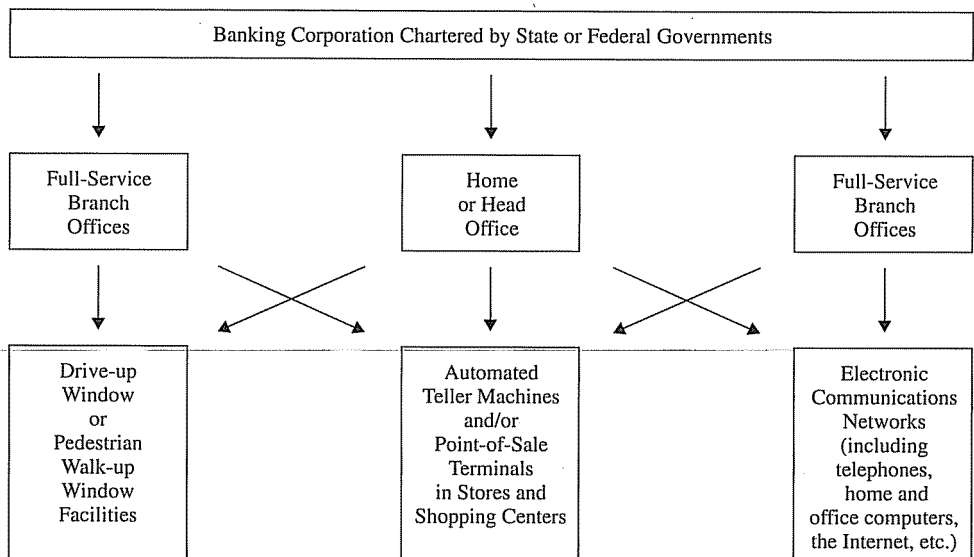 Banking Corporation Chartered by State or Federal Governments
Full-Service
Branch
Offices
Home
or Head
Office
Full-Service
Branch
Offices
Drive-up
Window
or
Pedestrian
Walk-up
Window
Facilities
Automated
Teller Machines
and/or
Point-of-Sale
Terminals
in Stores and
Shopping Centers
Electronic
Communications
Networks
(including
telephones,
home and
office computers,
the Internet, etc.)